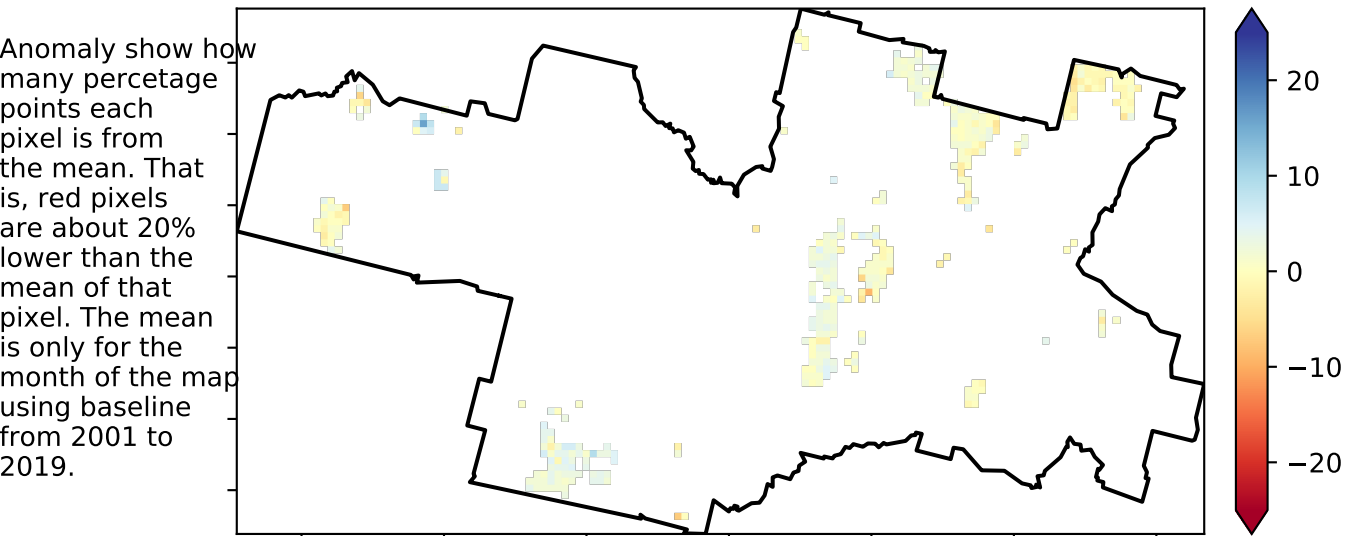 Anomaly show how
many percetage
points each
pixel is from
the mean. That
is, red pixels
are about 20%
lower than the
mean of that
pixel. The mean
is only for the
month of the map
using baseline
from 2001 to
2019.
20
10
0
−10
−20